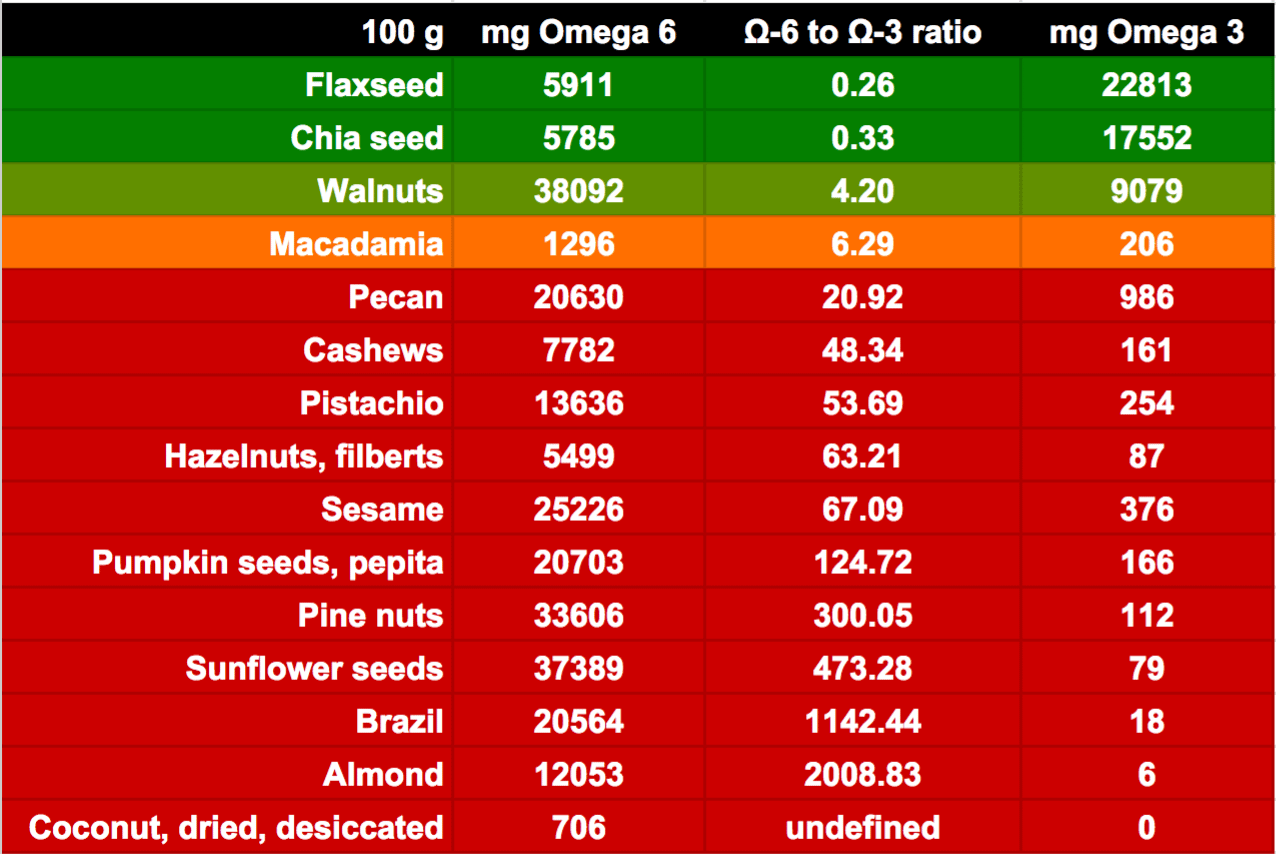 100 g mg Omega 6 Ω-6 to Ω-3 ratio mg Omega 3
Flaxseed 5911 0.26 22813
Chia seed 5785 0.33 17552
Walnuts 38092 4.20 9079
Macadamia 1296 6.29 206
Pecan 20630 20.92 986
Cashews 7782 48.34 161
Pistachio 13636 53.69 254
Hazelnuts, filberts 5499 63.21 87
Sesame 25226 67.09 376
Pumpkin seeds, pepita 20703 124.72 166
Pine nuts 33606 300.05 112
Sunflower seeds 37389 473.28 79
Brazil 20564 1142.44 18
Almond 12053 2008.83 6
Coconut, dried, desiccated 706 undefined 0